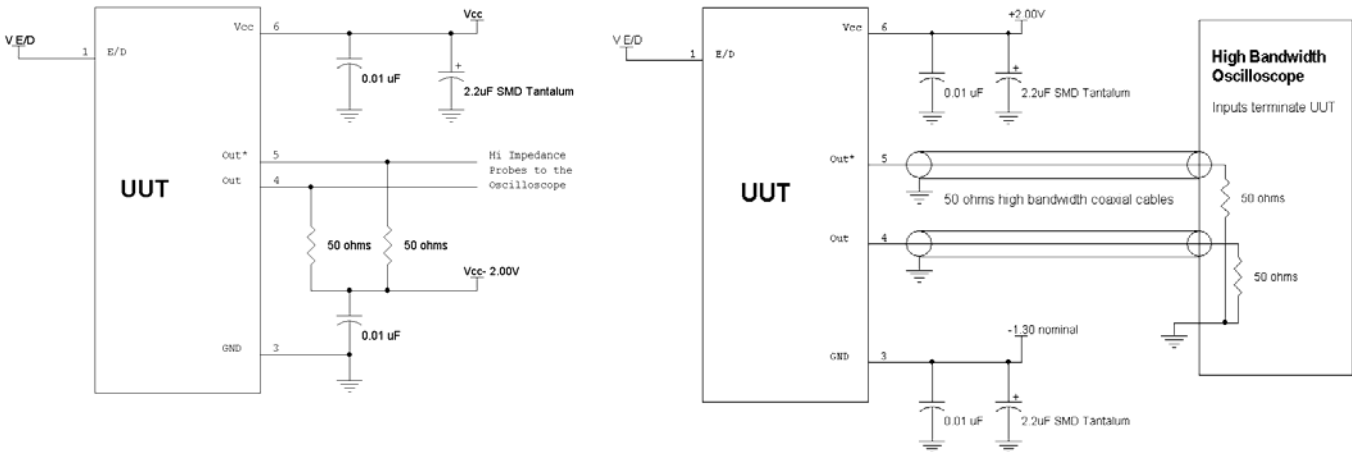 Vcc
Vcc 6
V E/D
1 E/D
0.01 uF
+
2.2uF SMD Tantalum
Out* 5
Hi Impedance
Probes to the
Oscilloscope
Out 4
UUT
50 ohms
50 ohms
Vcc- 2.00V
0.01 uF
GND 3
+2.00V
Vcc 6
V E/D
1 E/D
0.01 uF
+
2.2uF SMD Tantalum
High Bandwidth
Oscilloscope
Inputs terminate UUT
Out* 5
UUT
50 ohms high bandwidth coaxial cables
50 ohms
Out 4
50 ohms
-1.30 nominal
GND 3
0.01 uF
+
2.2uF SMD Tantalum